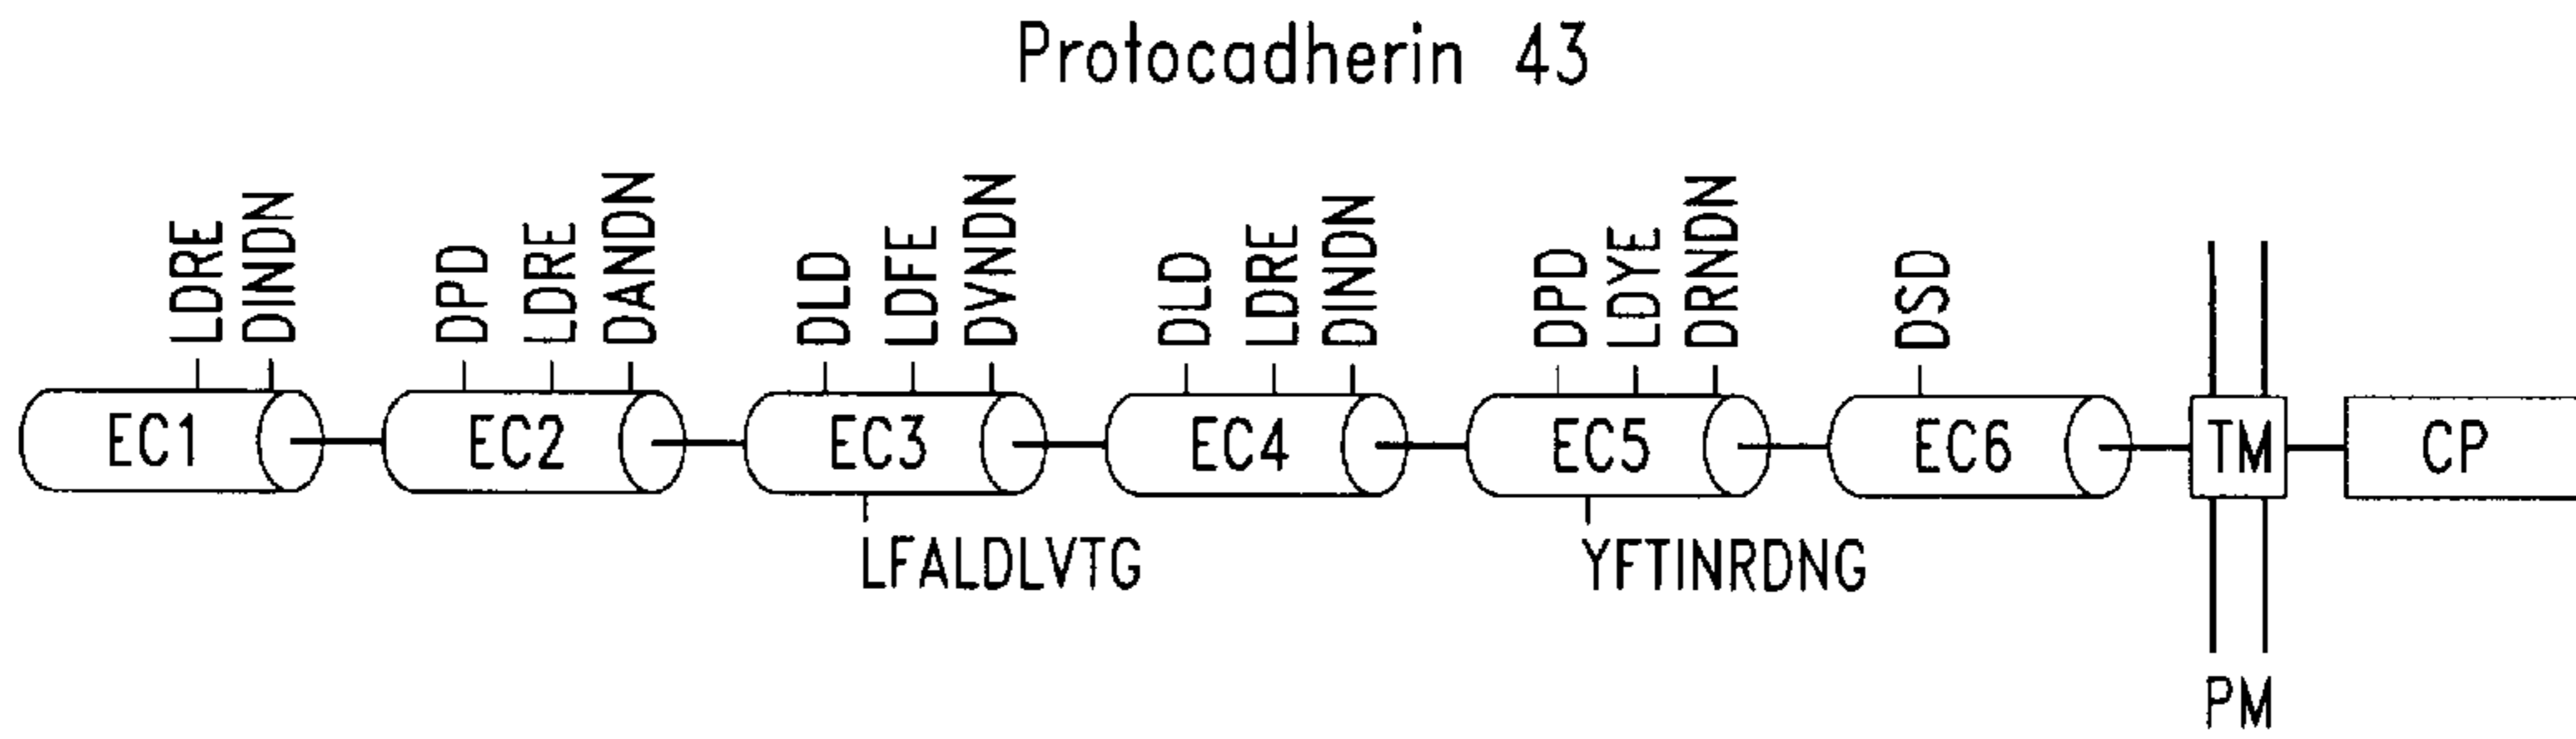 Protocadherin 43
LDRE
DINDN
DPD
LDRE
DANDN
DLD
LDFE
DVNDN
DLD
LDRE
DINDN
DPD
LDYE
DRNDN
DSD
EC1
EC2
EC3
EC4
EC5
EC6
TM
CP
LFALDLVTG
YFTINRDNG
PM